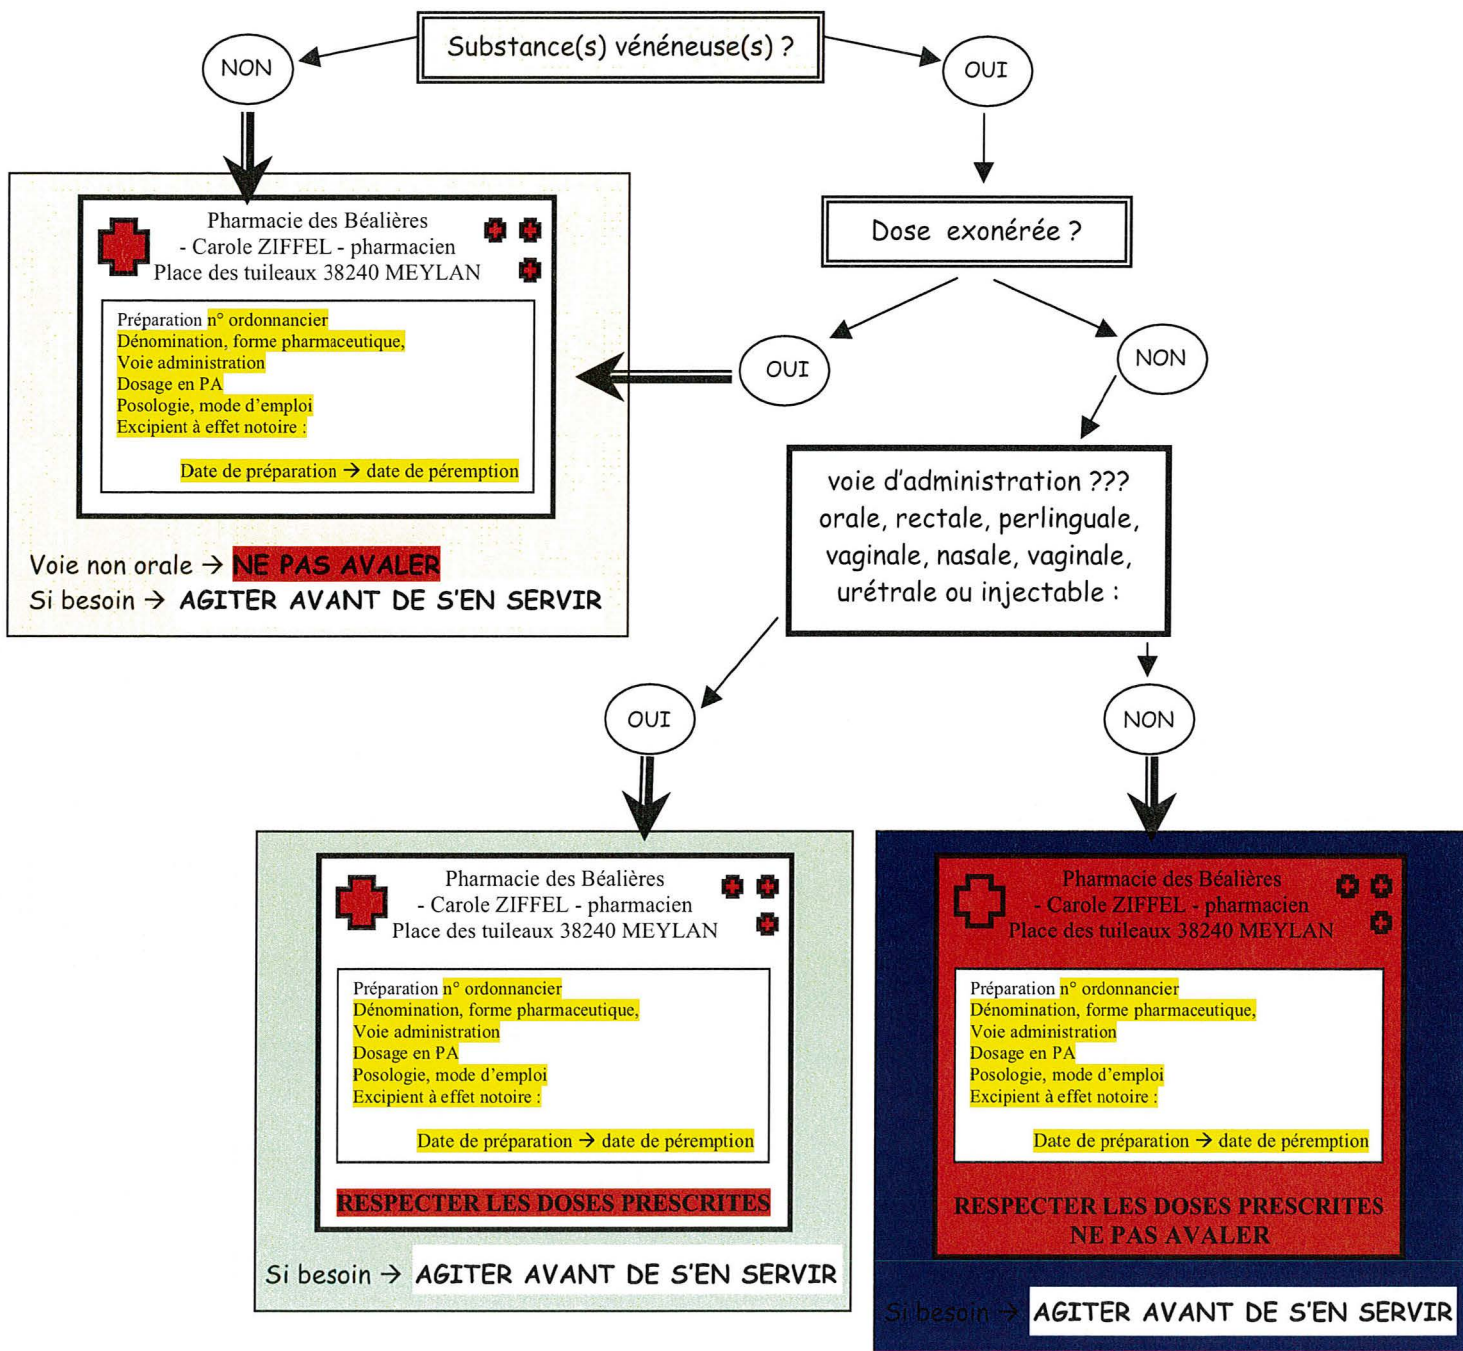 Substance(s) vénéneuse(s) ?
NON
OUI
Dose exonérée ?
Pharmacie des Béalières
- Carole ZIFFEL - pharmacien
Place des tuileaux 38240 MEYLAN
Préparation n° ordonnancier
Dénomination, forme pharmaceutique,
Voie administration
Dosage en PA
Posologie, mode d'emploi
Excipient à effet notoire :
Date de préparation → date de péremption
Voie non orale → NE PAS AVALER
Si besoin → AGITER AVANT DE S'EN SERVIR
OUI
NON
voie d'administration ???
orale, rectale, perlinguale,
vaginale, nasale, vaginale,
urétrale ou injectable :
OUI
NON
Pharmacie des Béalières
- Carole ZIFFEL - pharmacien
Place des tuileaux 38240 MEYLAN
Préparation n° ordonnancier
Dénomination, forme pharmaceutique,
Voie administration
Dosage en PA
Posologie, mode d'emploi
Excipient à effet notoire :
Date de préparation → date de péremption
RESPECTER LES DOSES PRESCRITES
Si besoin → AGITER AVANT DE S'EN SERVIR
Pharmacie des Béalières
- Carole ZIFFEL - pharmacien
Place des tuileaux 38240 MEYLAN
Préparation n° ordonnancier
Dénomination, forme pharmaceutique,
Voie administration
Dosage en PA
Posologie, mode d'emploi
Excipient à effet notoire :
Date de préparation → date de péremption
RESPECTER LES DOSES PRESCRITES
NE PAS AVALER
Si besoin → AGITER AVANT DE S'EN SERVIR